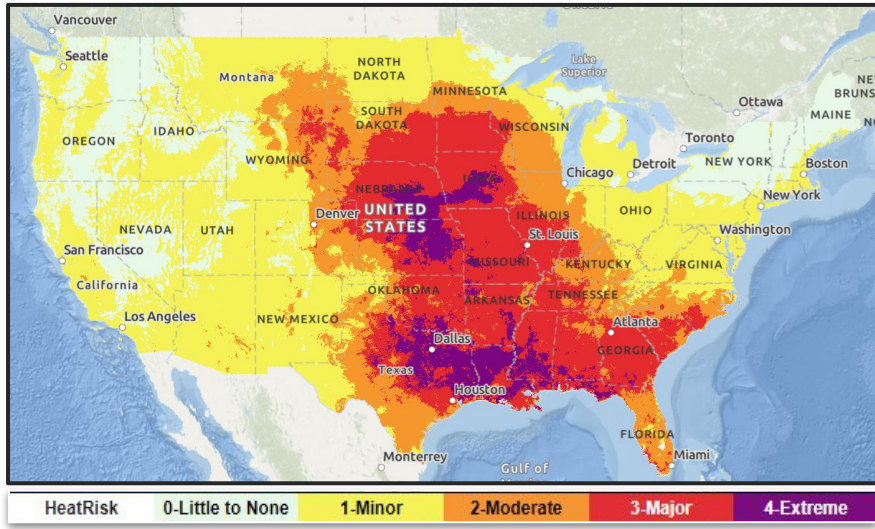 Vancouver
Seattle
Montana
NORTH
DAKOTA
Lake
Superior
MINNESOTA
Ottawa
NEW
BRUNS
MAINE
OREGON
IDAHO
SOUTH
DAKOTA
WISCONSIN
Toronto
WYOMING
Chicago
Detroit
NEW YORK
Boston
NEBRASKA
New York
NEVADA
UTAH
Denver
UNITED
STATES
ILLINOIS
OHIO
St. Louis
Washington
San Francisco
MISSOURI
KENTUCKY
VIRGINIA
California
OKLAHOMA
ARKANSAS
TENNESSEE
Los Angeles
NEW MEXICO
Atlanta
Dallas
GEORGIA
Texas
Houston
FLORIDA
Monterrey
Gulf of
Miami
HeatRisk 0-Little to None 1-Minor 2-Moderate 3-Major 4-Extreme